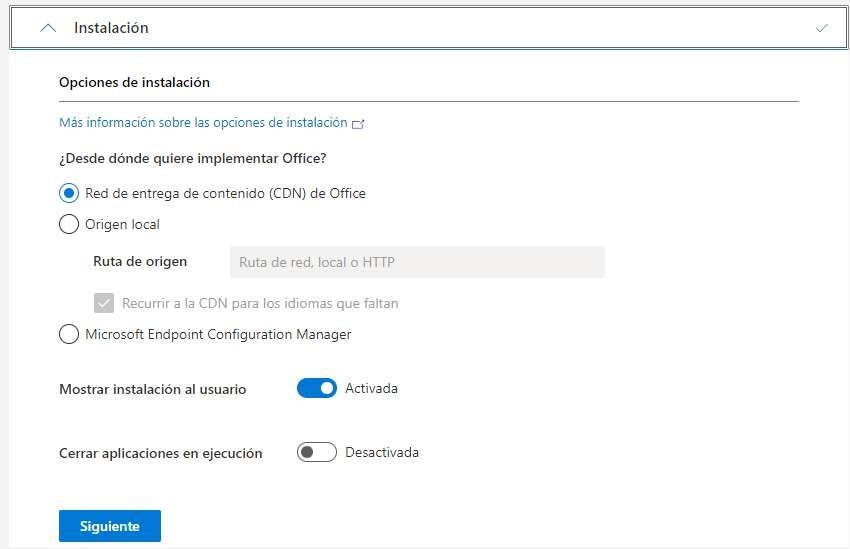 Instalación
Opciones de instalación
Más información sobre las opciones de instalación
¿Desde dónde quiere implementar Office?
Red de entrega de contenido (CDN) de Office
Origen local
Ruta de origen
Ruta de red, local o HTTP
Recurrir a la CDN para los idiomas que faltan
Microsoft Endpoint Configuration Manager
Mostrar instalación al usuario
Activada
Cerrar aplicaciones en ejecución
Desactivada
Siguiente